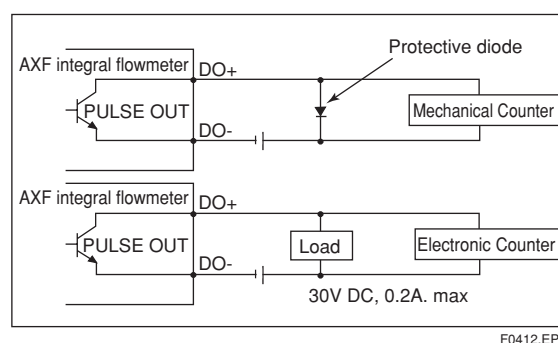 Protective diode
AXF integral flowmeter
DO+
PULSE OUT
Mechanical Counter
DO-
AXF integral flowmeter
DO+
PULSE OUT
Load
Electronic Counter
DO-
30V DC, 0.2A. max
F0412.EP